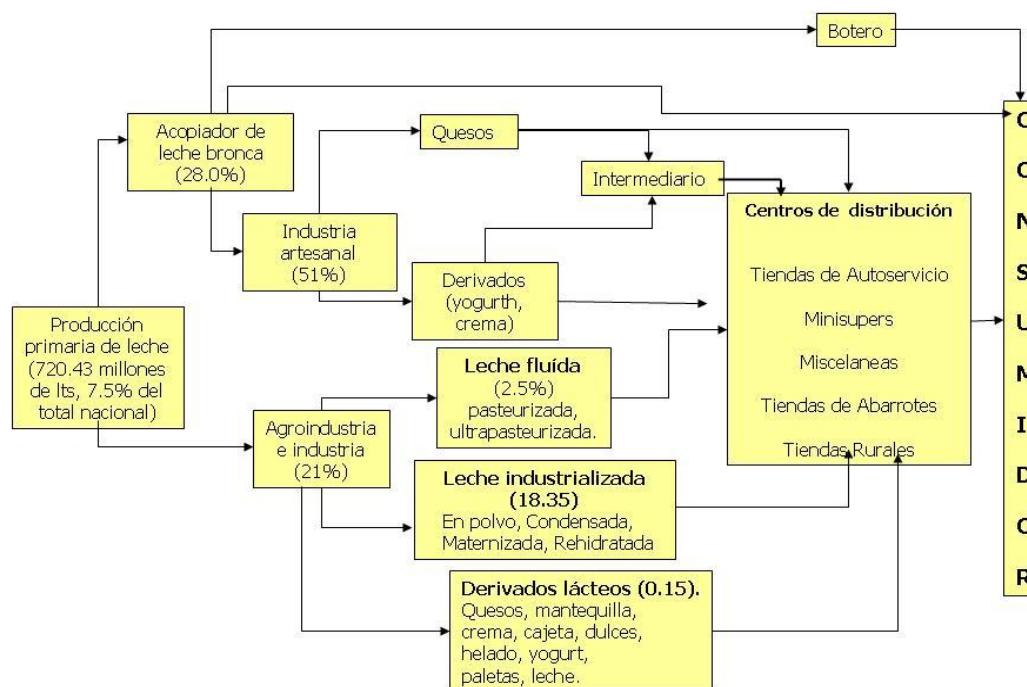 Botero
Acopiador de
leche bronca
(28.0%)
Quesos
Intermediario
Industria
artesanal
(51%)
Derivados
(yogurth,
crema)
Producción
primaria de leche
(720.43 millones
de lts, 7.5% del
total nacional)
Agroindustria
e industria
(21%)
Leche fluída
(2.5%)
pasteurizada,
ultrapasteurizada.
Leche industrializada
(18.35)
En polvo, Condensada,
Maternizada, Rehidratada
Derivados lácteos (0.15).
Quesos, mantequilla,
crema, cajeta, dulces,
helado, yogurt,
paletas, leche.
Centros de distribución
Tiendas de Autoservicio
Minisupers
Miscelaneas
Tiendas de Abarrotes
Tiendas Rurales
C
O
N
S
U
M
I
D
O
R